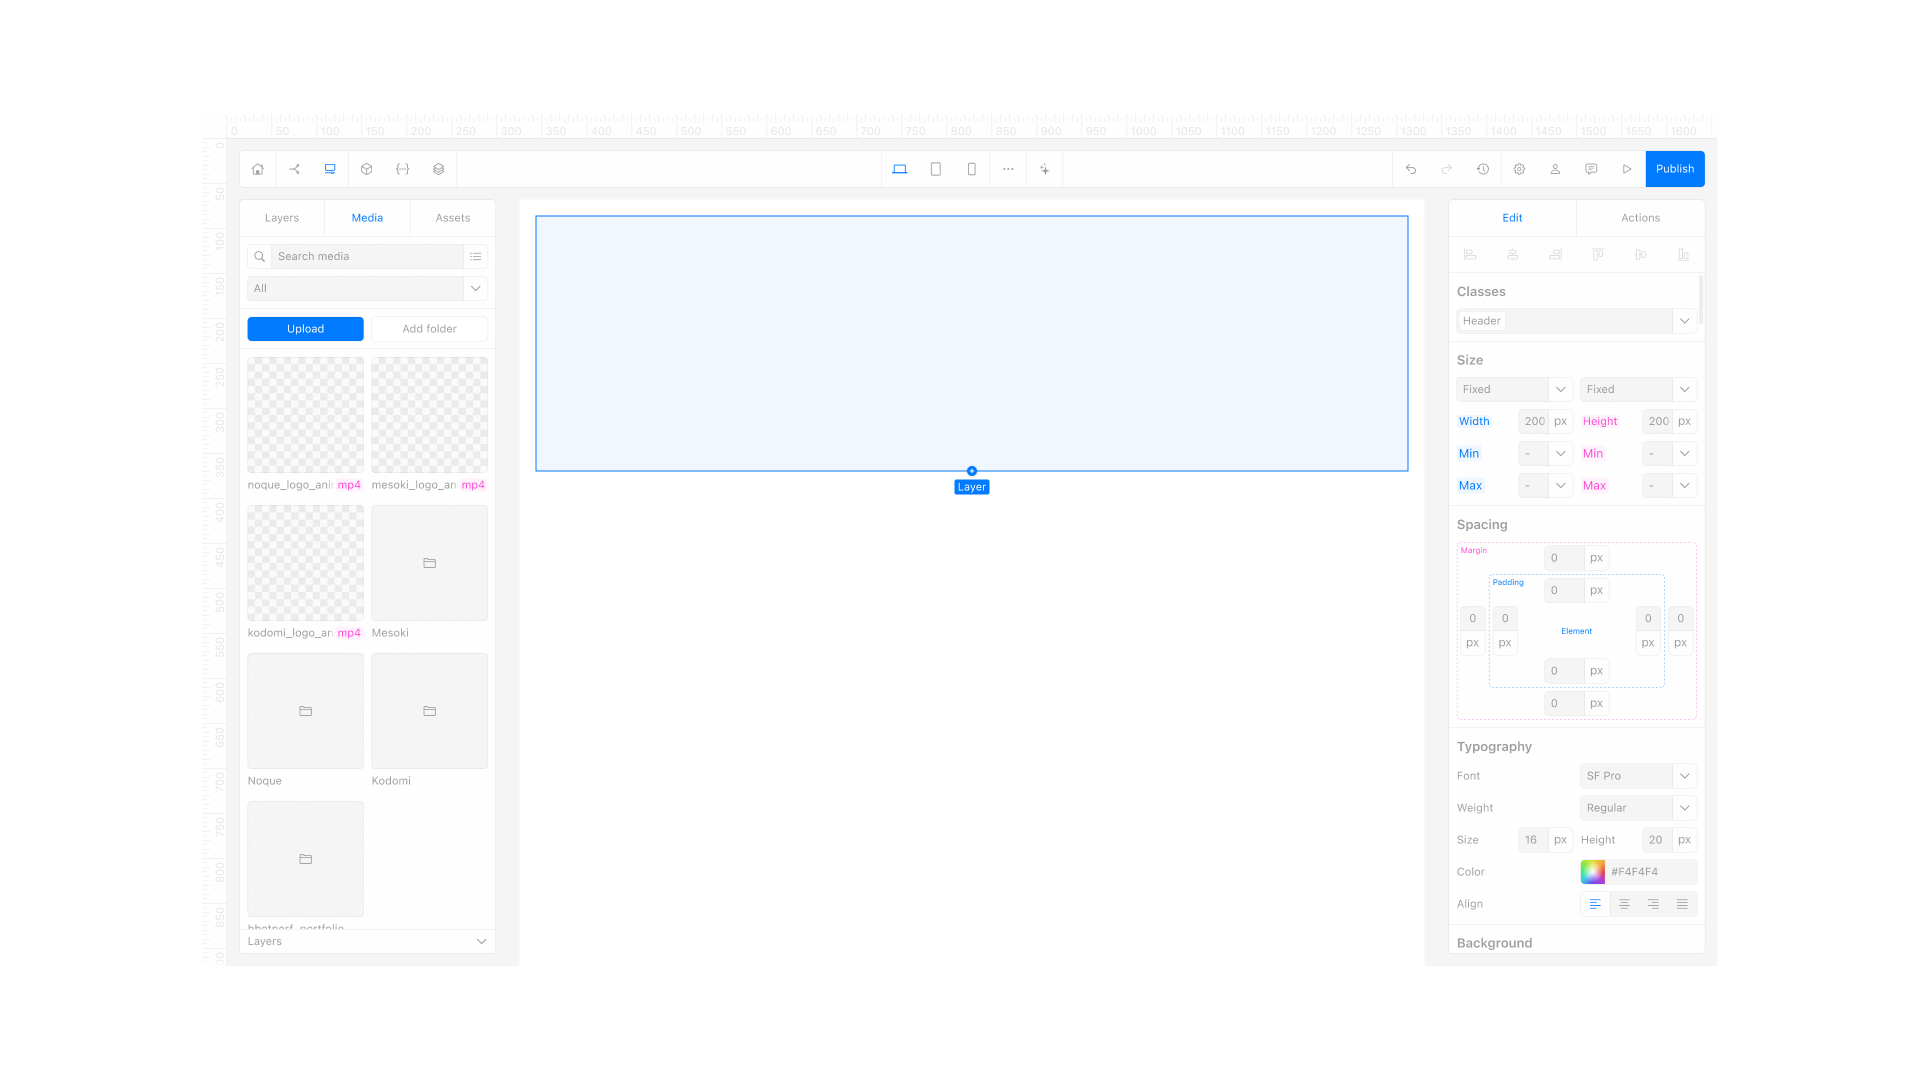 0 50 100 150 200 250 300 350 400 450 500 550 600 650 700 750 800 850 900 950 1000 1050 1100 1150 1200 1250 1300 1350 1400 1450 1500 1550 1600
0
50
100
150
200
250
300
350
400
450
500
550
600
650
700
750
800
850
Publish
Layers Media Assets
Search media
All
Upload Add folder
noque_logo_ani mp4 mesoki_logo_an mp4
kodomi_logo_an mp4 Mesoki
Noque Kodomi
bhotperf_portfolio
Layers
Layer
Edit Actions
Classes
Header
Size
Fixed Fixed
Width 200 px Height 200 px
Min - Min -
Max - Max -
Spacing
Margin 0 px
Padding 0 px
0 0 Element 0 0
px px px px
0 px
0 px
Typography
Font SF Pro
Weight Regular
Size 16 px Height 20 px
Color #F4F4F4
Align
Background